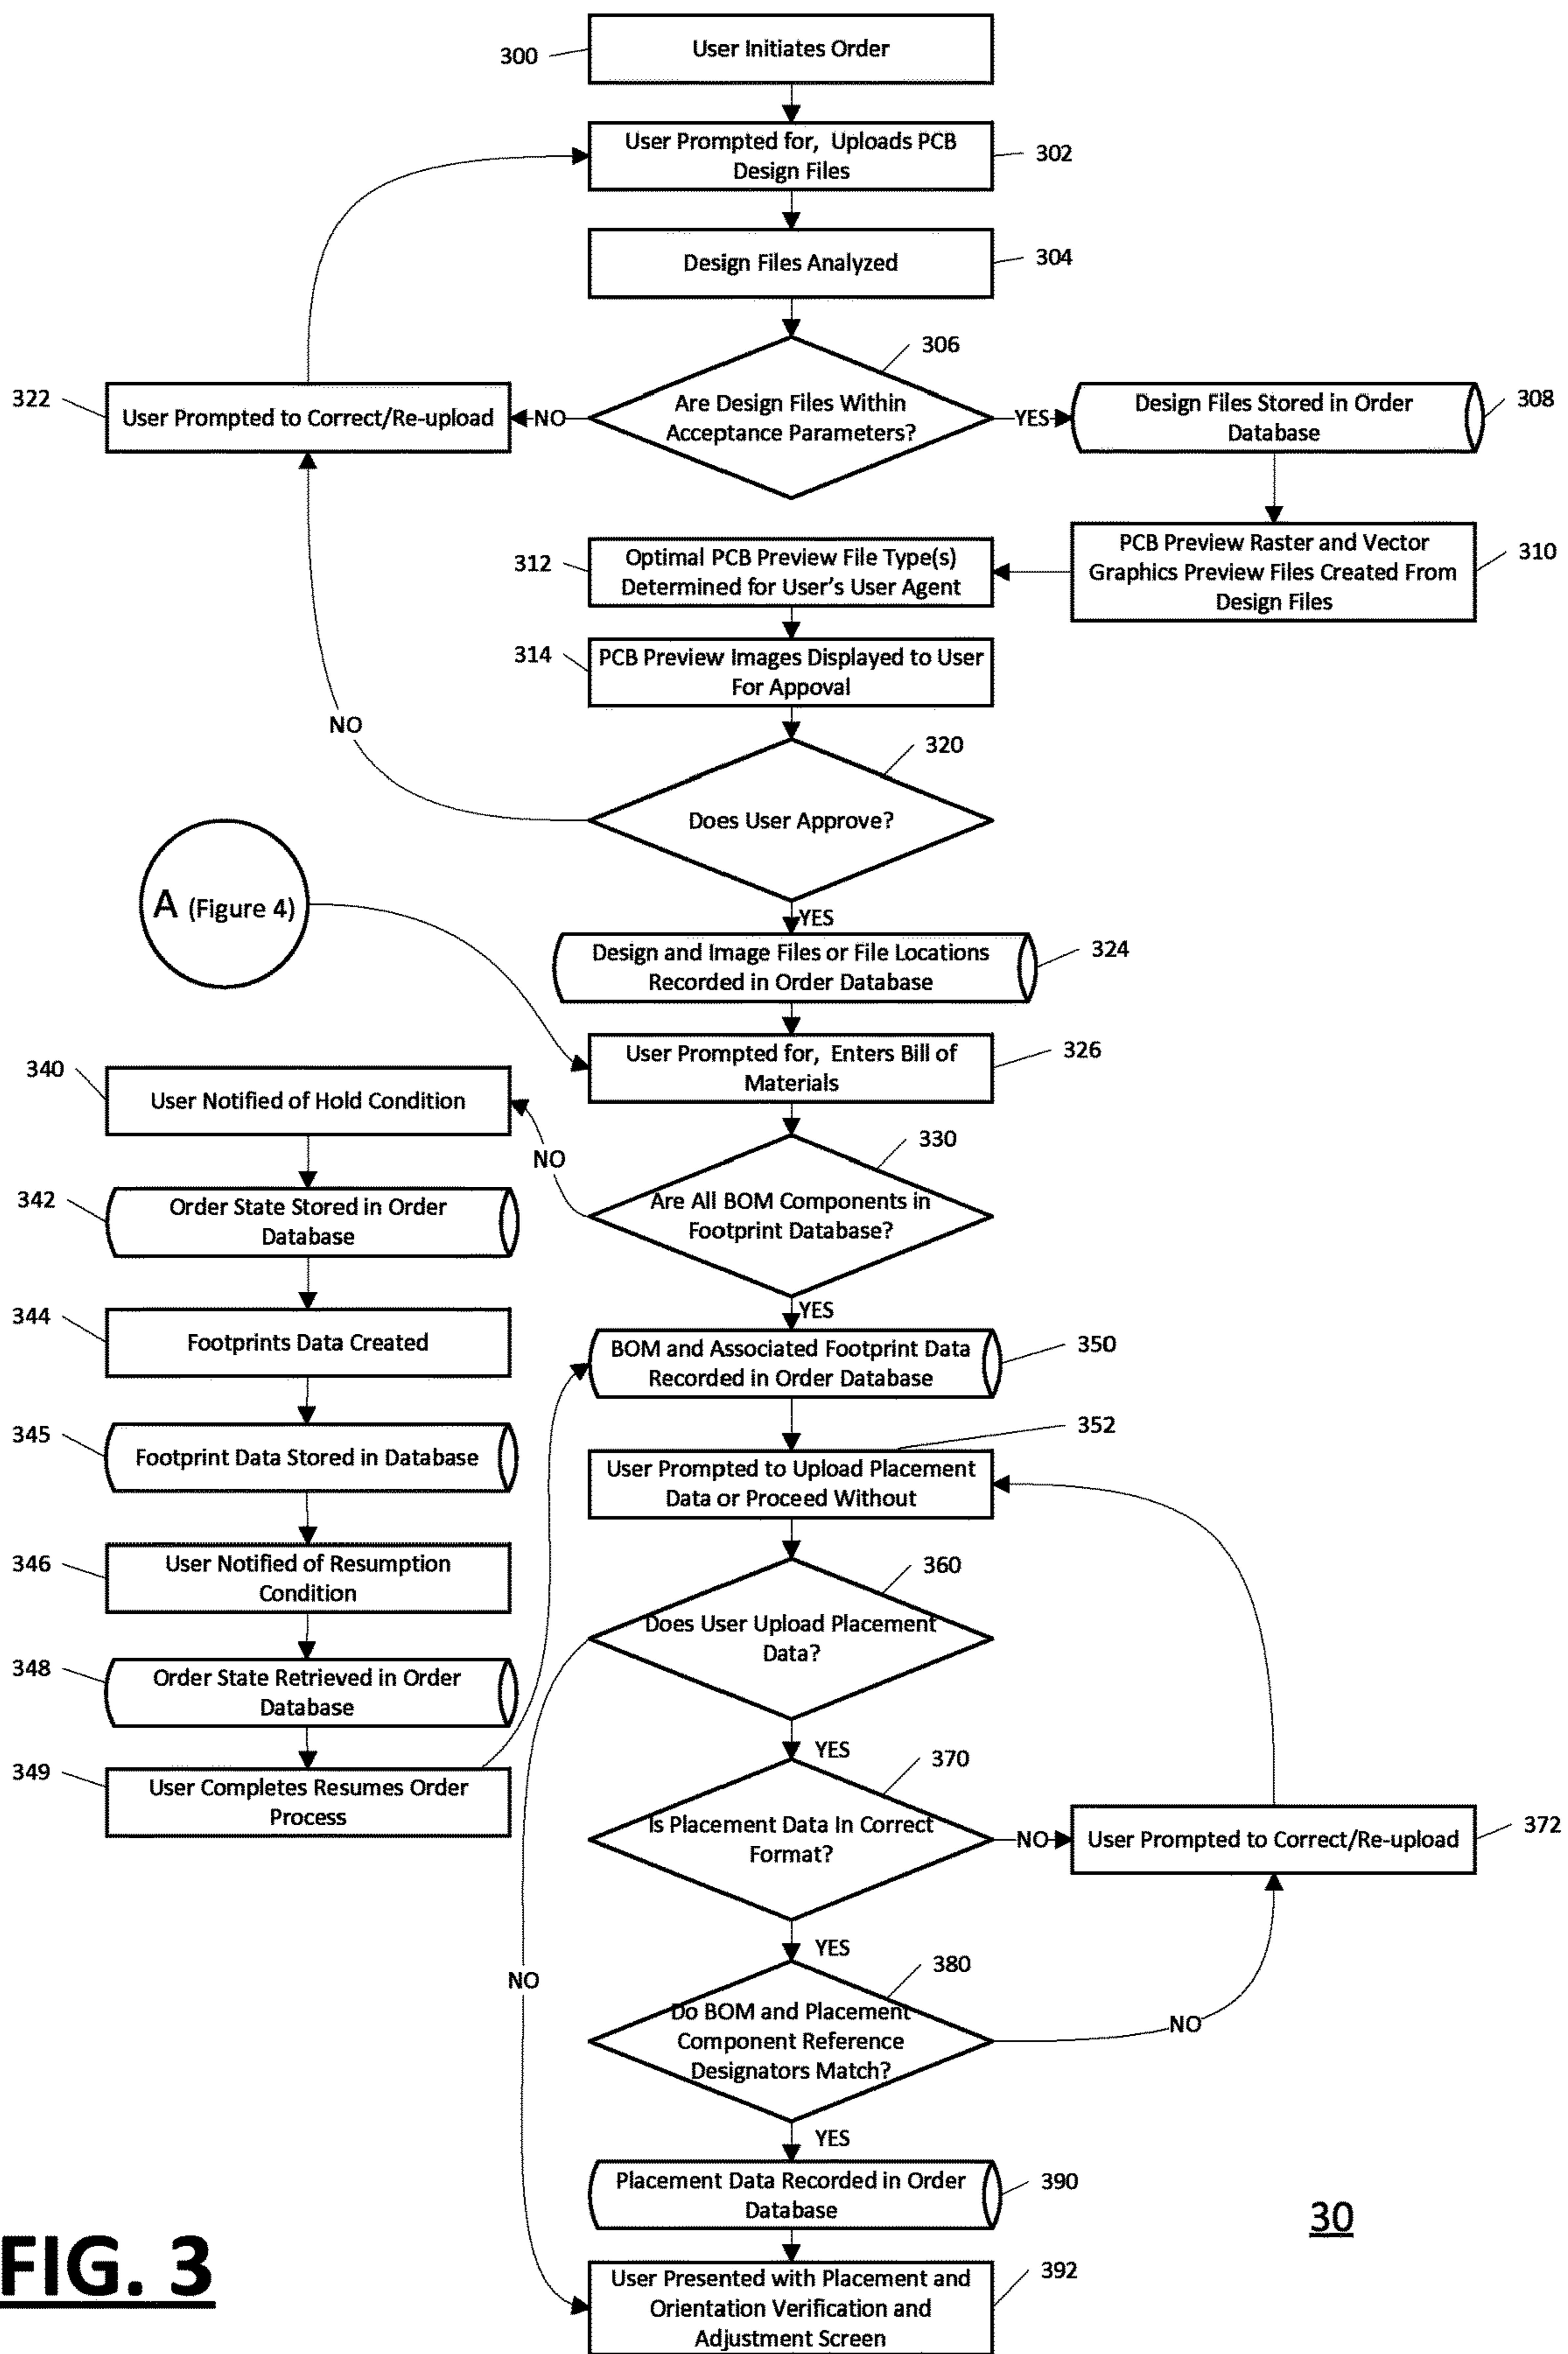 300
User Initiates Order
User Prompted for, Uploads PCB
Design Files
302
Design Files Analyzed
304
306
Are Design Files Within
Acceptance Parameters?
NO
YES
322
User Prompted to Correct/Re-upload
Design Files Stored in Order
Database
308
PCB Preview Raster and Vector
Graphics Preview Files Created From
Design Files
310
312
Optimal PCB Preview File Type(s)
Determined for User's User Agent
314
PCB Preview Images Displayed to User
For Appoval
NO
320
Does User Approve?
YES
A (Figure 4)
Design and Image Files or File Locations
Recorded in Order Database
324
User Prompted for, Enters Bill of
Materials
326
330
Are All BOM Components in
Footprint Database?
NO
YES
340
User Notified of Hold Condition
342
Order State Stored in Order
Database
344
Footprints Data Created
345
Footprint Data Stored in Database
346
User Notified of Resumption
Condition
348
Order State Retrieved in Order
Database
349
User Completes Resumes Order
Process
BOM and Associated Footprint Data
Recorded in Order Database
350
352
User Prompted to Upload Placement
Data or Proceed Without
360
Does User Upload Placement
Data?
YES
NO
370
Is Placement Data In Correct
Format?
NO
User Prompted to Correct/Re-upload
372
YES
380
Do BOM and Placement
Component Reference
Designators Match?
NO
YES
Placement Data Recorded in Order
Database
390
User Presented with Placement and
Orientation Verification and
Adjustment Screen
392
30
FIG. 3